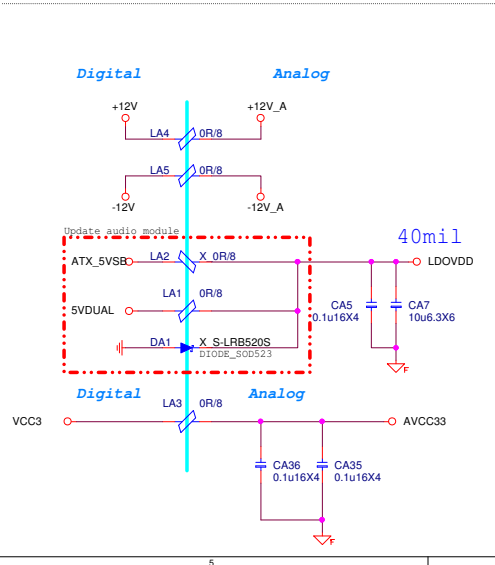 Digital Analog
+12V +12V_A
LA4 0R/8
LA5 0R/8
-12V -12V_A
Update audio module
40mil
ATX_5VSB LA2 X_0R/8 LDOVDD
LA1 0R/8
5VDUAL
CA5 CA7
0.1u16X4 10u6.3X6
DA1 X_S-LRB520S
DIODE_SOD523
F
Digital Analog
LA3 0R/8
VCC3 AVCC33
CA36 CA35
0.1u16X4 0.1u16X4
F
5